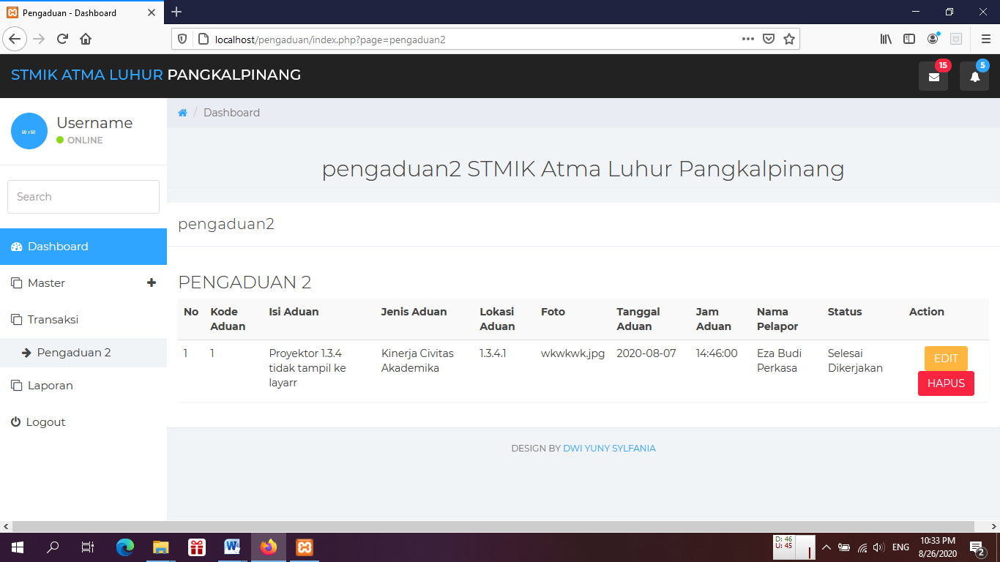 Pengaduan - Dashboard
localhost/pengaduan/index.php?page=pengaduan2
STMIK ATMA LUHUR PANGKALPINANG
15
5
50 x 50
Username
ONLINE
Search
Dashboard
Master
Transaksi
Pengaduan 2
Laporan
Logout
/ Dashboard
pengaduan2 STMIK Atma Luhur Pangkalpinang
pengaduan2
PENGADUAN 2
No Kode Aduan Isi Aduan Jenis Aduan Lokasi Aduan Foto Tanggal Aduan Jam Aduan Nama Pelapor Status Action
1 1 Proyektor 1.3.4 tidak tampil ke layarr Kinerja Civitas Akademika 1.3.4.1 wkwkwk.jpg 2020-08-07 14:46:00 Eza Budi Perkasa Selesai Dikerjakan EDIT
HAPUS
DESIGN BY DWI YUNY SYLFANIA
D: 46
U: 45
ENG
10:33 PM
8/26/2020
2